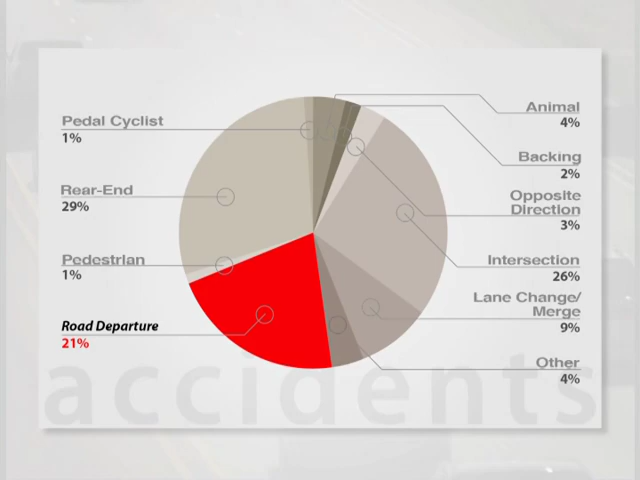 Pedal Cyclist
1%
Rear-End
29%
Pedestrian
1%
Road Departure
21%
Animal
4%
Backing
2%
Opposite
Direction
3%
Intersection
26%
Lane Change/
Merge
9%
Other
4%
accidents